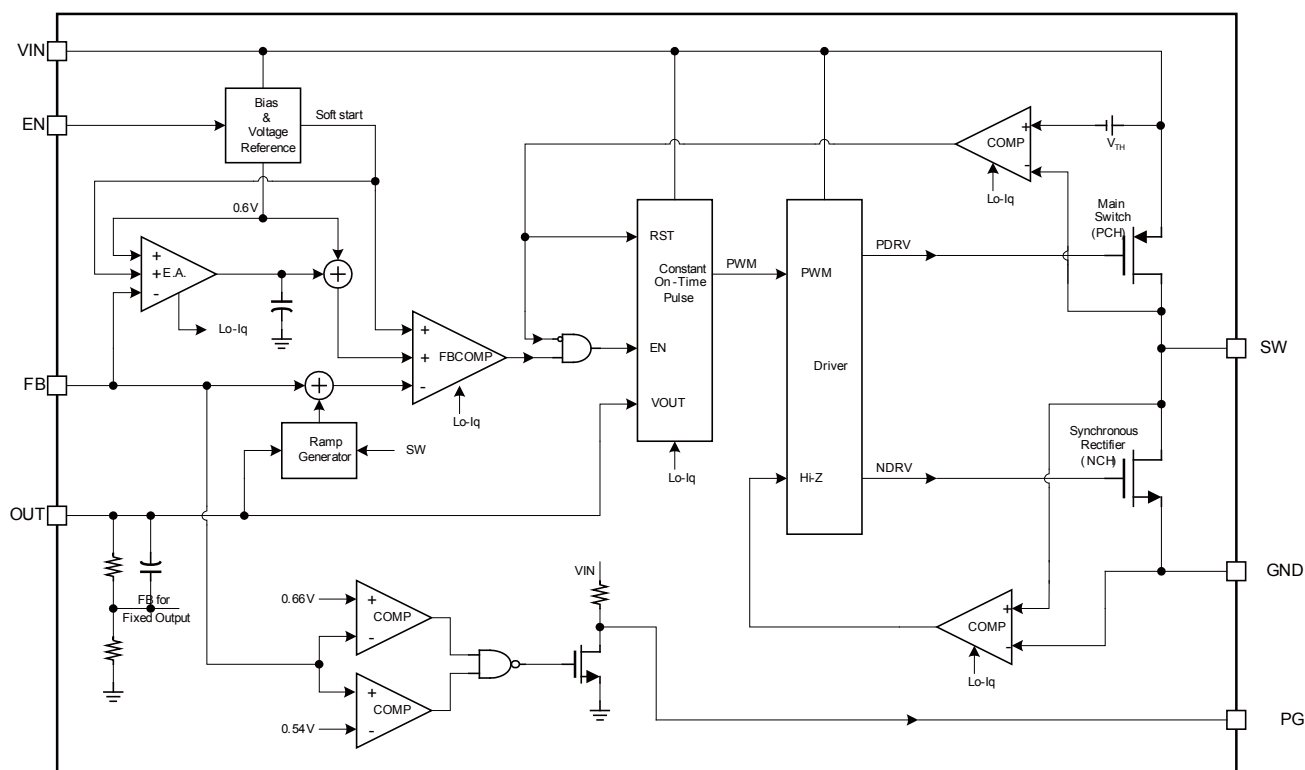 VIN
EN
Bias
&
Voltage
Reference
Soft start
0.6V
+
+
-
E.A.
Lo-Iq
+
FB
+
+
+
-
FBCOMP
Lo-Iq
Ramp
Generator
SW
OUT
FB for
Fixed Output
RST
Constant
On-Time
Pulse
EN
VOUT
Lo-Iq
PWM
PWM
Driver
Hi-Z
PDRV
NDRV
+
-
COMP
Lo-Iq
VTH
Main
Switch
(PCH)
SW
Synchronous
Rectifier
(NCH)
GND
+
-
COMP
Lo-Iq
VIN
0.66V
+
-
COMP
+
-
COMP
0.54V
PG